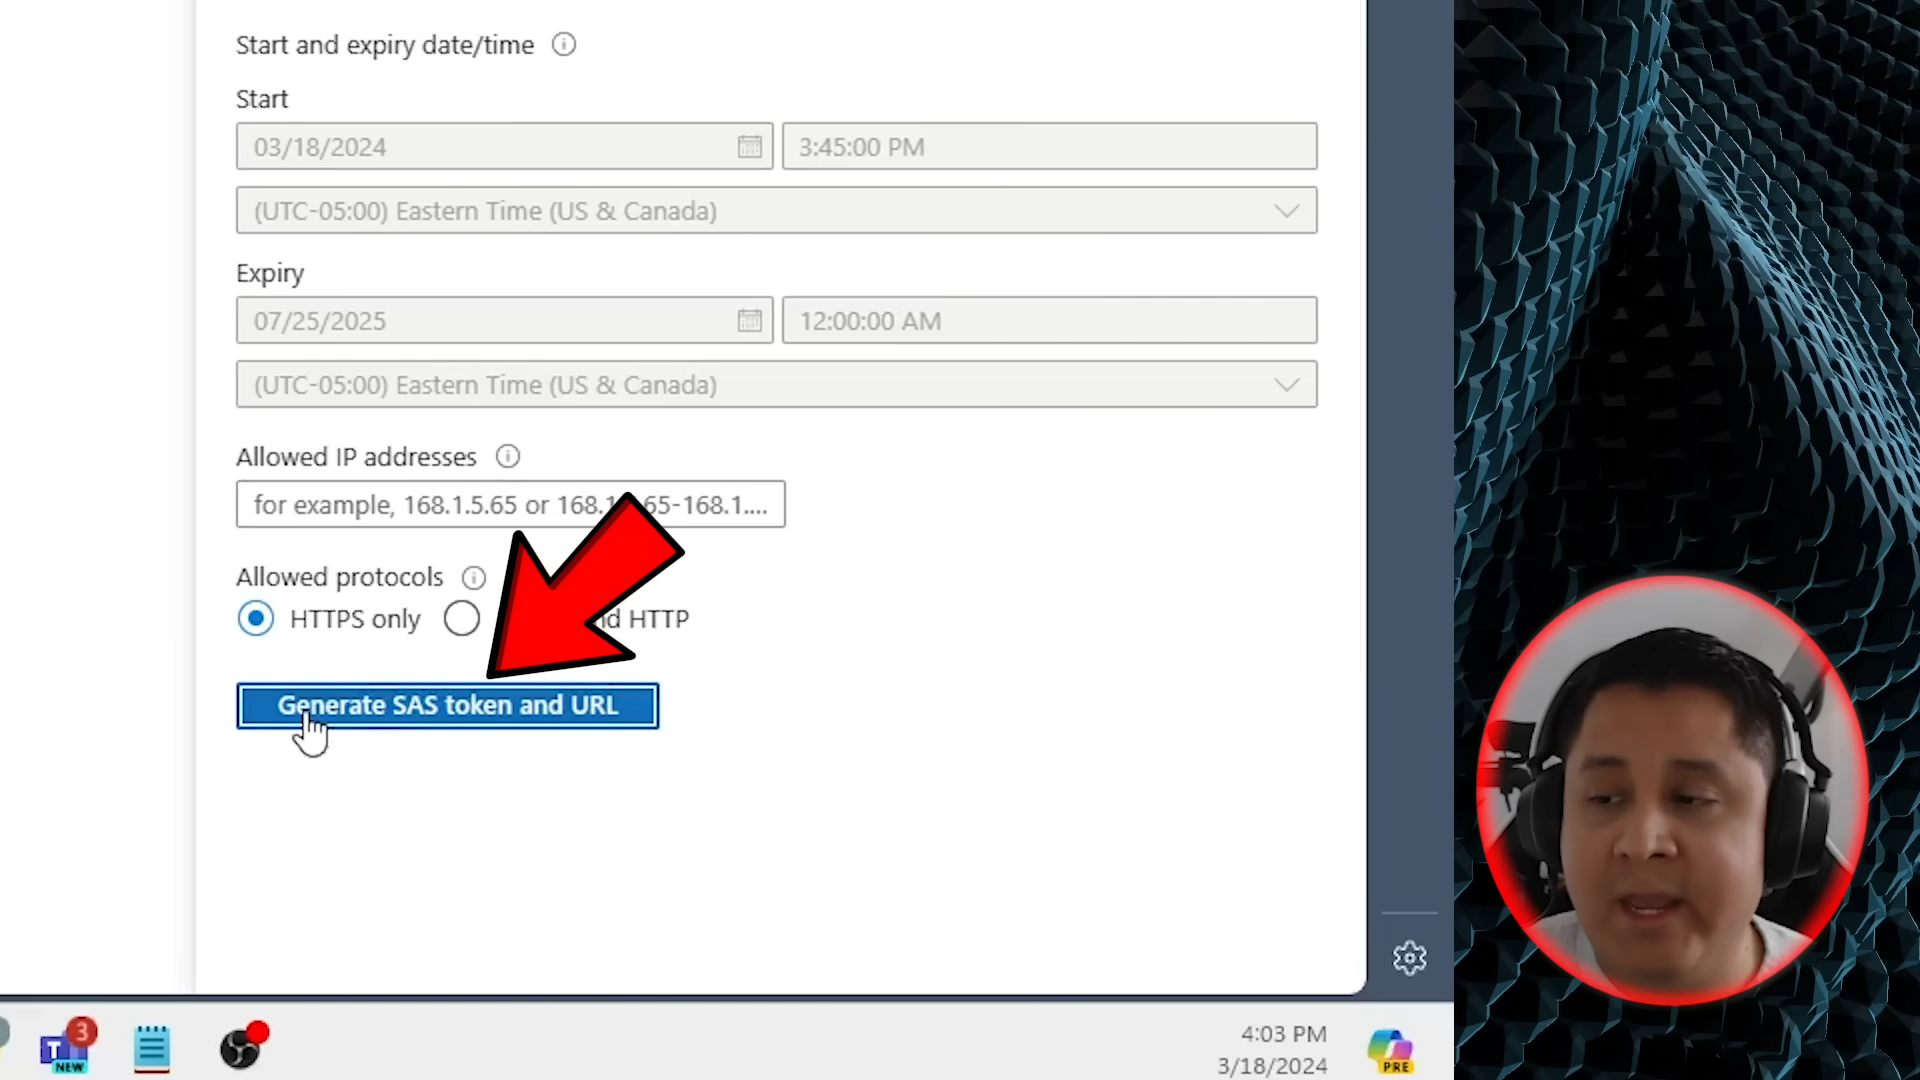 Start and expiry date/time
Start
03/18/2024 3:45:00 PM
(UTC-05:00) Eastern Time (US & Canada)
Expiry
07/25/2025 12:00:00 AM
(UTC-05:00) Eastern Time (US & Canada)
Allowed IP addresses
for example, 168.1.5.65 or 168.1 65-168.1....
Allowed protocols
HTTPS only HTTP
Generate SAS token and URL
3
T
NEW
4:03 PM
3/18/2024
PRE